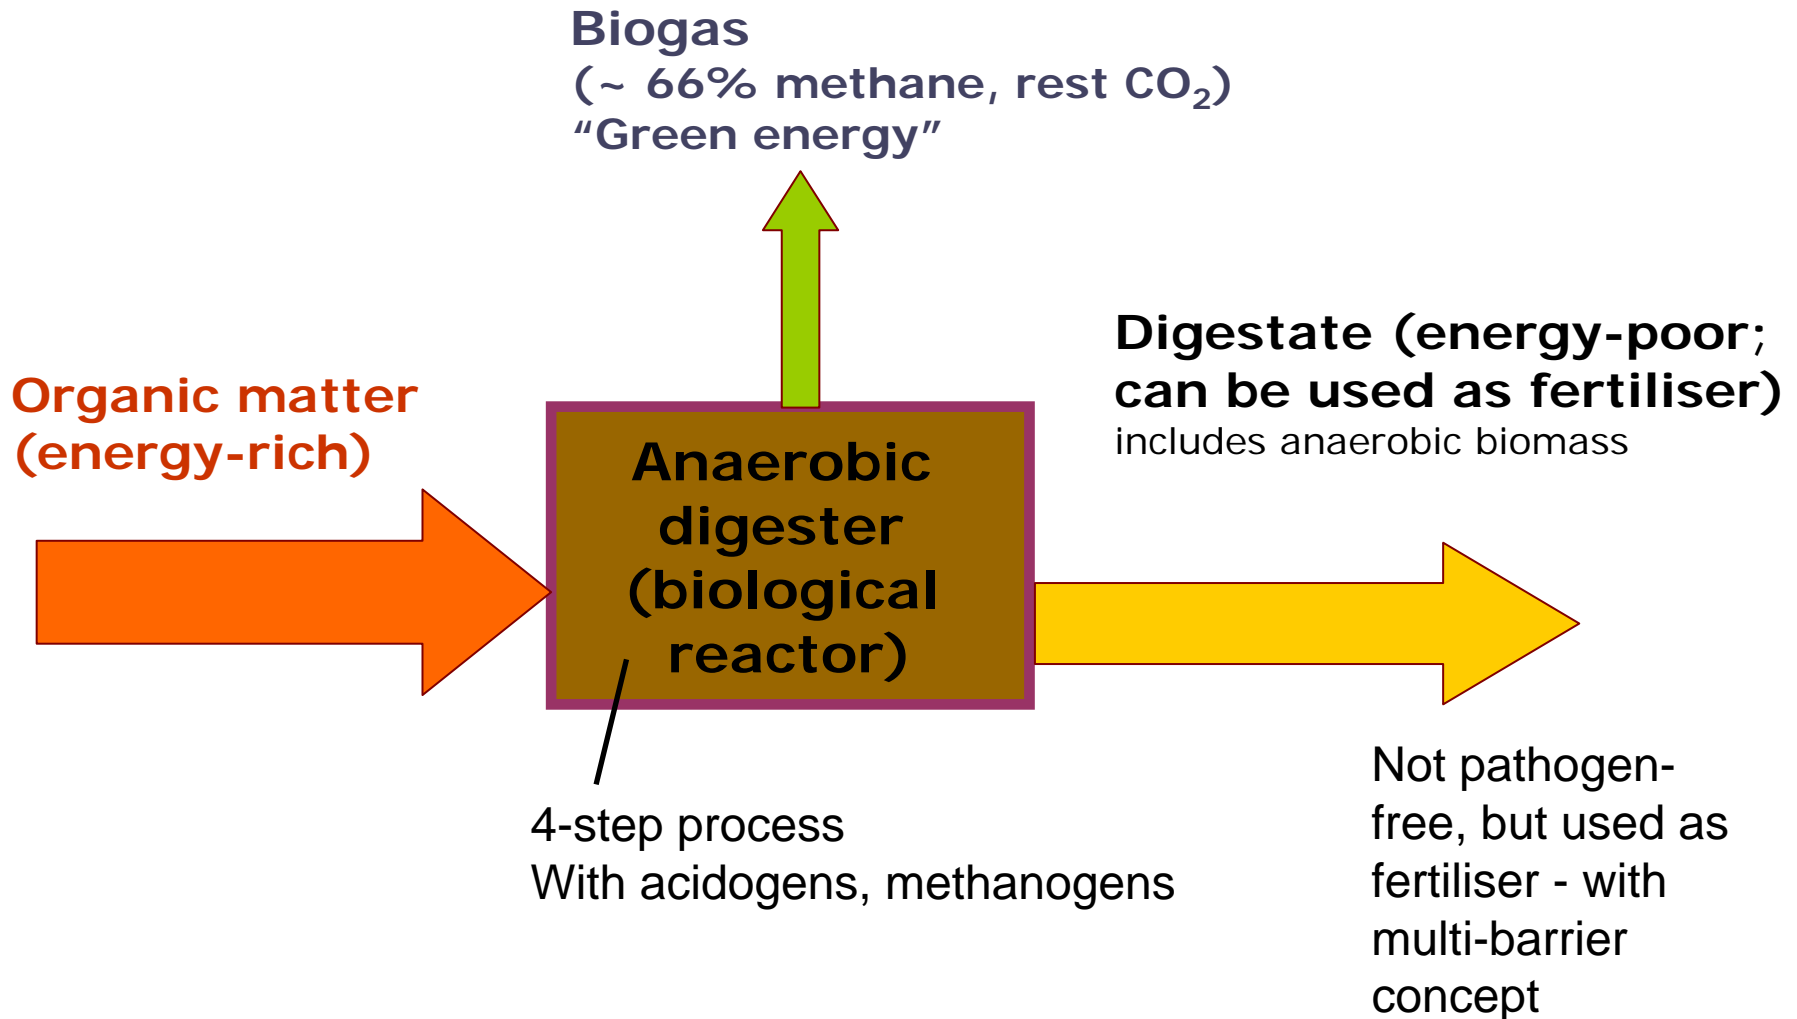 Biogas
(~ 66% methane, rest CO₂)
“Green energy”
Organic matter
(energy-rich)
Anaerobic
digester
(biological
reactor)
4-step process
With acidogens, methanogens
Digestate (energy-poor;
can be used as fertiliser)
includes anaerobic biomass
Not pathogen-
free, but used as
fertiliser - with
multi-barrier
concept